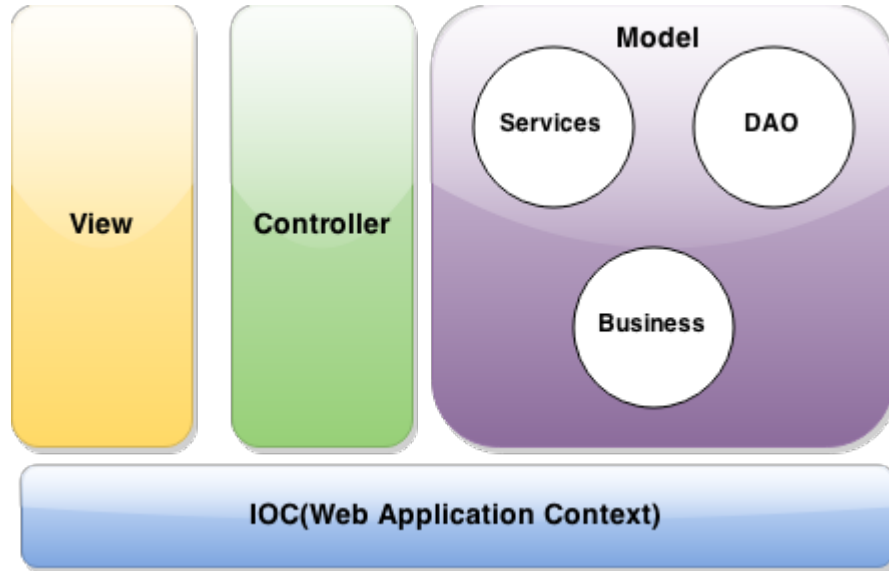 View
Controller
Model
Services
DAO
Business
IOC(Web Application Context)